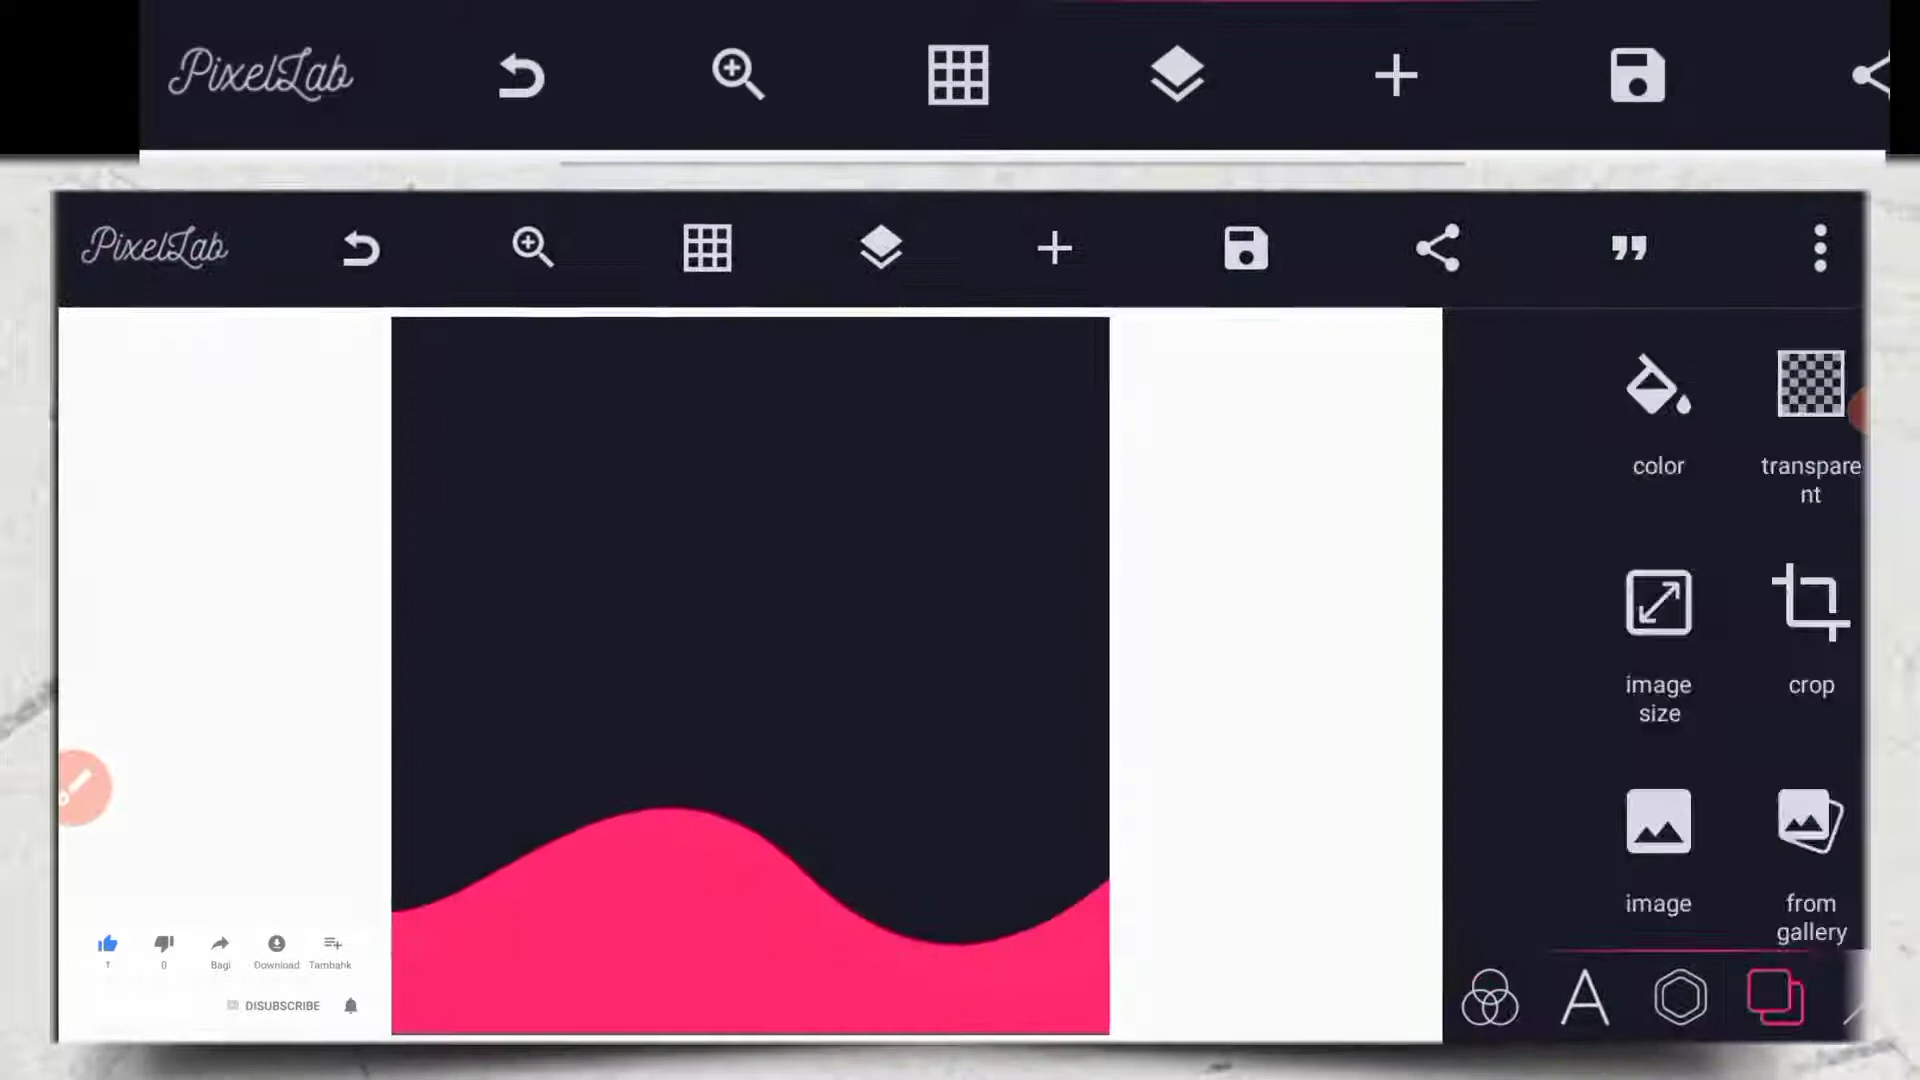 PixelLab
PixelLab
color
transpare
nt
image
size
crop
image
from
gallery
1
0
Bagi
Download
Tambahk
DISUBSCRIBE